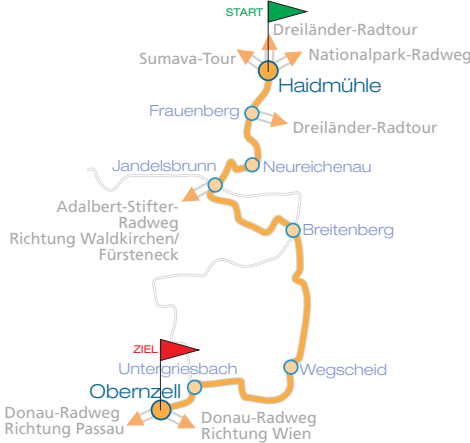 START
Dreiländer-Radtour
Sumava-Tour
Nationalpark-Radweg
Haidmühle
Frauenberg
Dreiländer-Radtour
Jandelsbrunn
Neureichenau
Adalbert-Stifter-
Radweg
Richtung Waldkirchen/
Fürsteneck
Breitenberg
ZIEL
Untergriesbach
Wegscheid
Obernzell
Donau-Radweg
Richtung Passau
Donau-Radweg
Richtung Wien